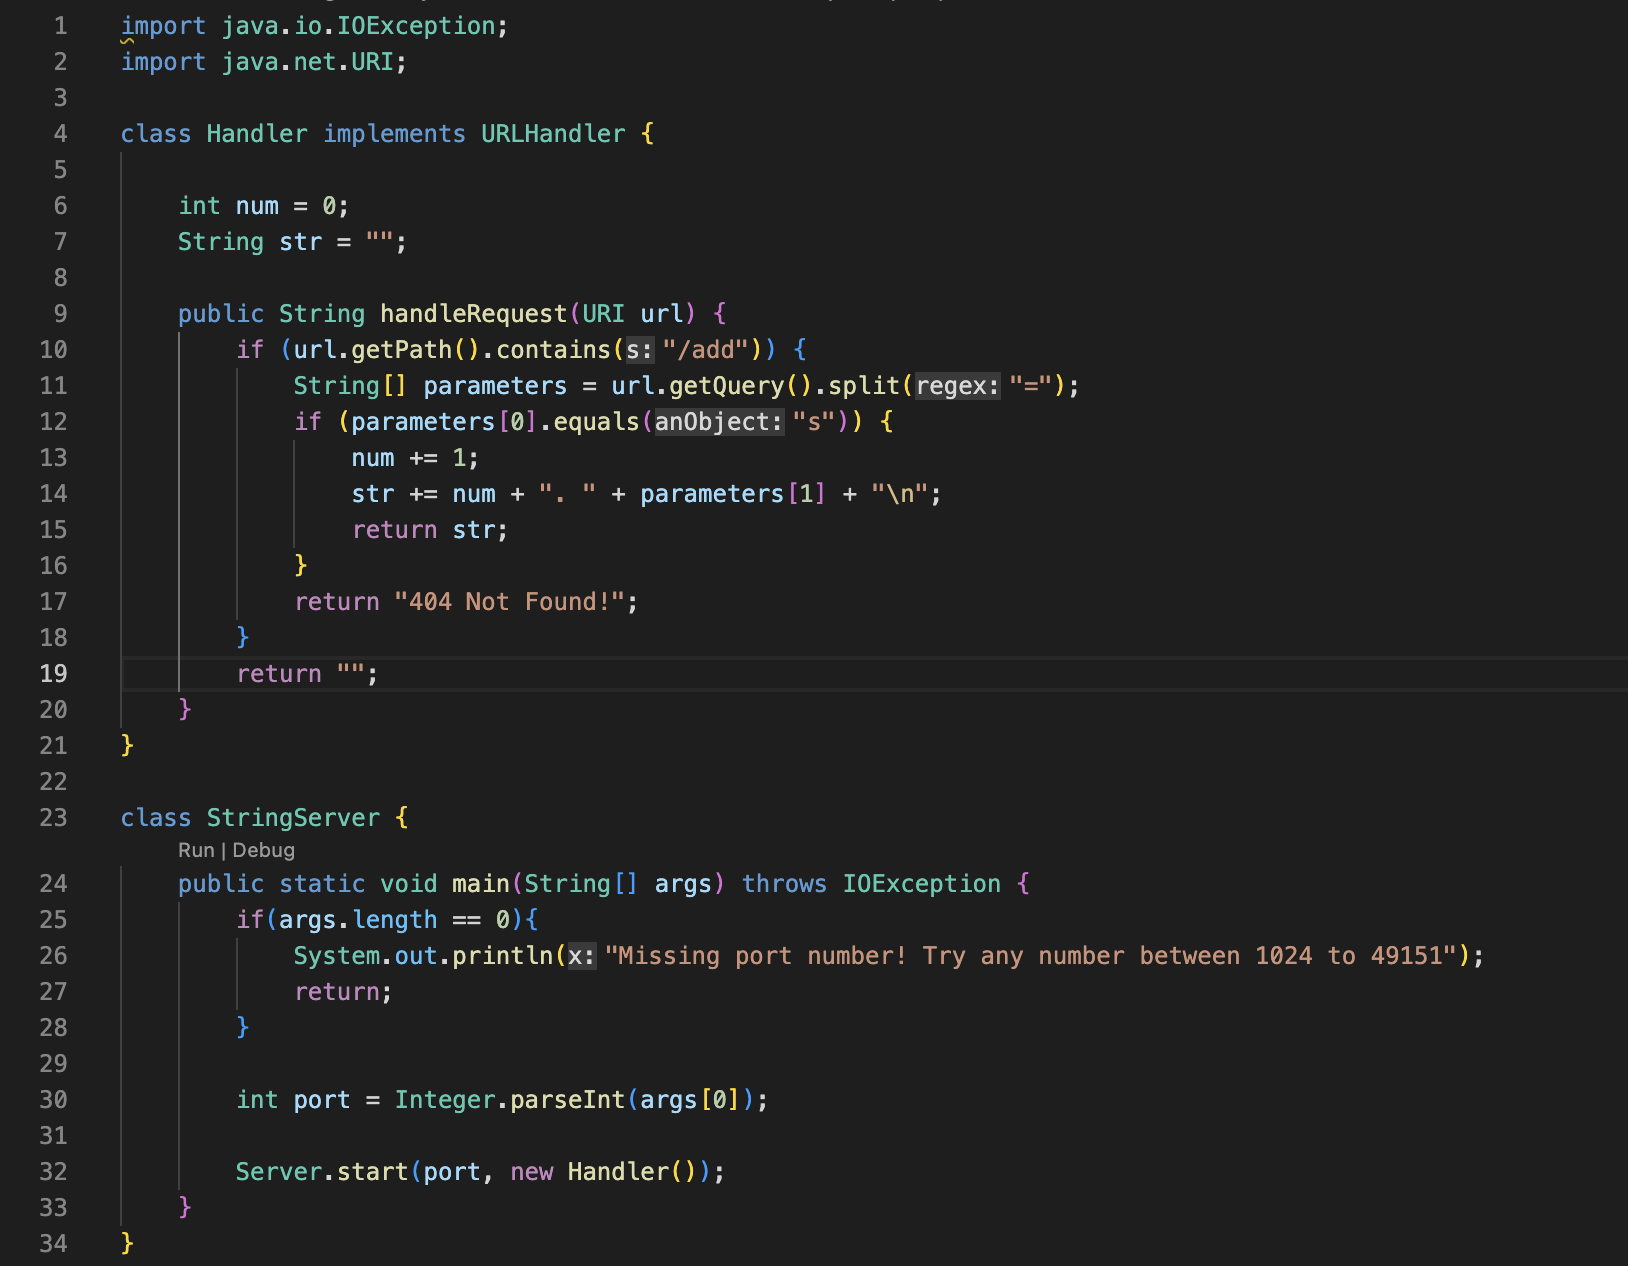 1 import java.io.IOException;
2 import java.net.URI;
3
4 class Handler implements URLHandler {
5
6     int num = 0;
7     String str = "";
8
9     public String handleRequest(URI url) {
10         if (url.getPath().contains(s: "/add")) {
11             String[] parameters = url.getQuery().split(regex: "=");
12             if (parameters[0].equals(anObject: "s")) {
13                 num += 1;
14                 str += num + ". " + parameters[1] + "\n";
15                 return str;
16             }
17             return "404 Not Found!";
18         }
19         return "";
20     }
21 }
22
23 class StringServer {
Run | Debug
24     public static void main(String[] args) throws IOException {
25         if(args.length == 0){
26             System.out.println(x: "Missing port number! Try any number between 1024 to 49151");
27             return;
28         }
29
30         int port = Integer.parseInt(args[0]);
31
32         Server.start(port, new Handler());
33     }
34 }